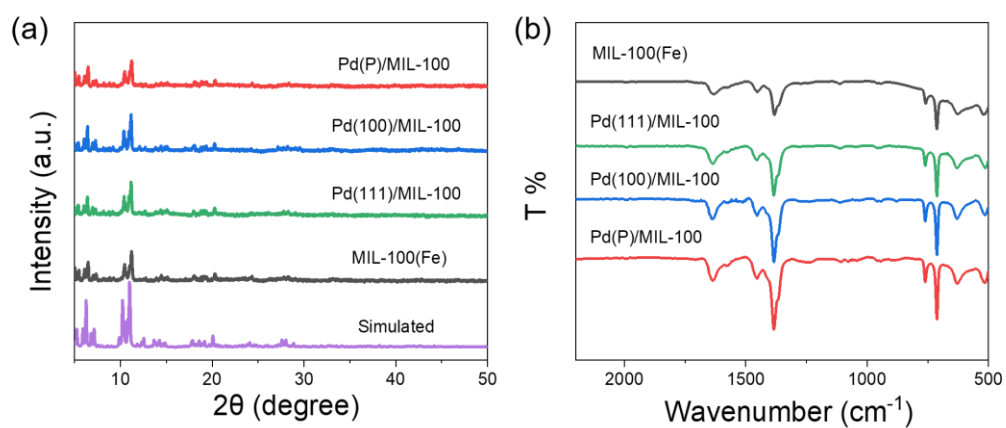 (a)
Pd(P)/MIL-100
Pd(100)/MIL-100
Pd(111)/MIL-100
MIL-100(Fe)
Simulated
Intensity (a.u.)
10
20
30
40
50
2θ (degree)
(b)
MIL-100(Fe)
Pd(111)/MIL-100
Pd(100)/MIL-100
Pd(P)/MIL-100
T %
2000
1500
1000
500
Wavenumber (cm⁻¹)